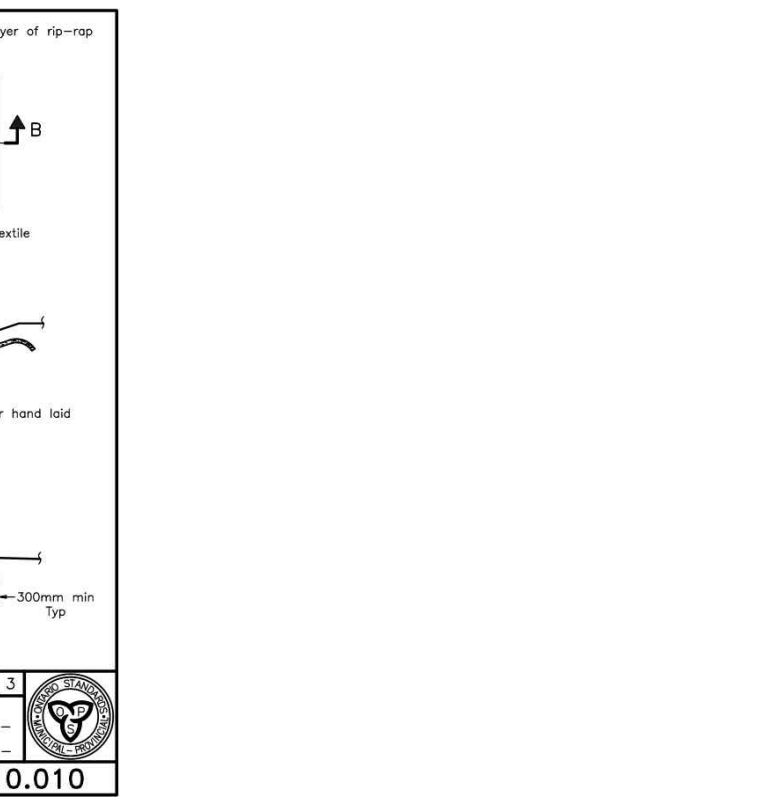 yer of rip-rap
B
extile
r hand laid
300mm min
Typ
3
ONTARIO STANDARDS
O P
S
MUNICIPAL - PROVINCIAL
0.010